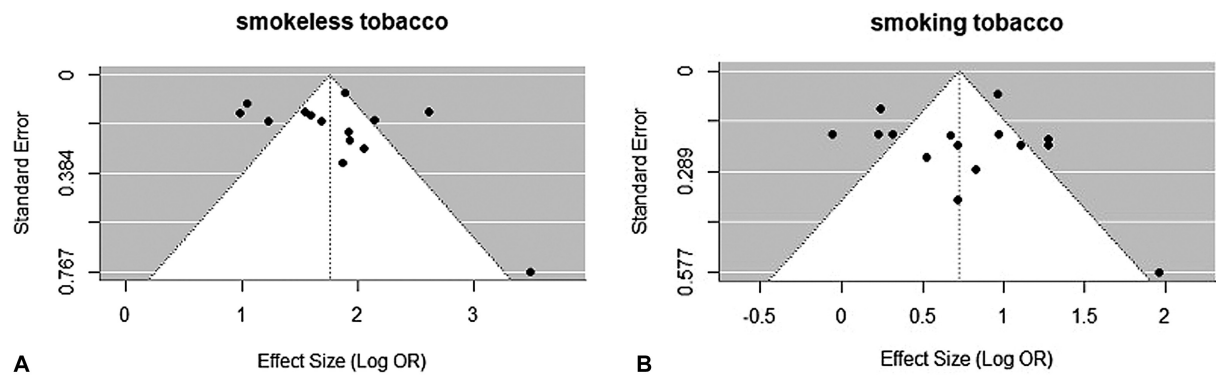 smokeless tobacco
Standard Error
0
0.384
0.767
0
1
2
3
Effect Size (Log OR)
A
smoking tobacco
Standard Error
0
0.289
0.577
-0.5
0
0.5
1
1.5
2
Effect Size (Log OR)
B